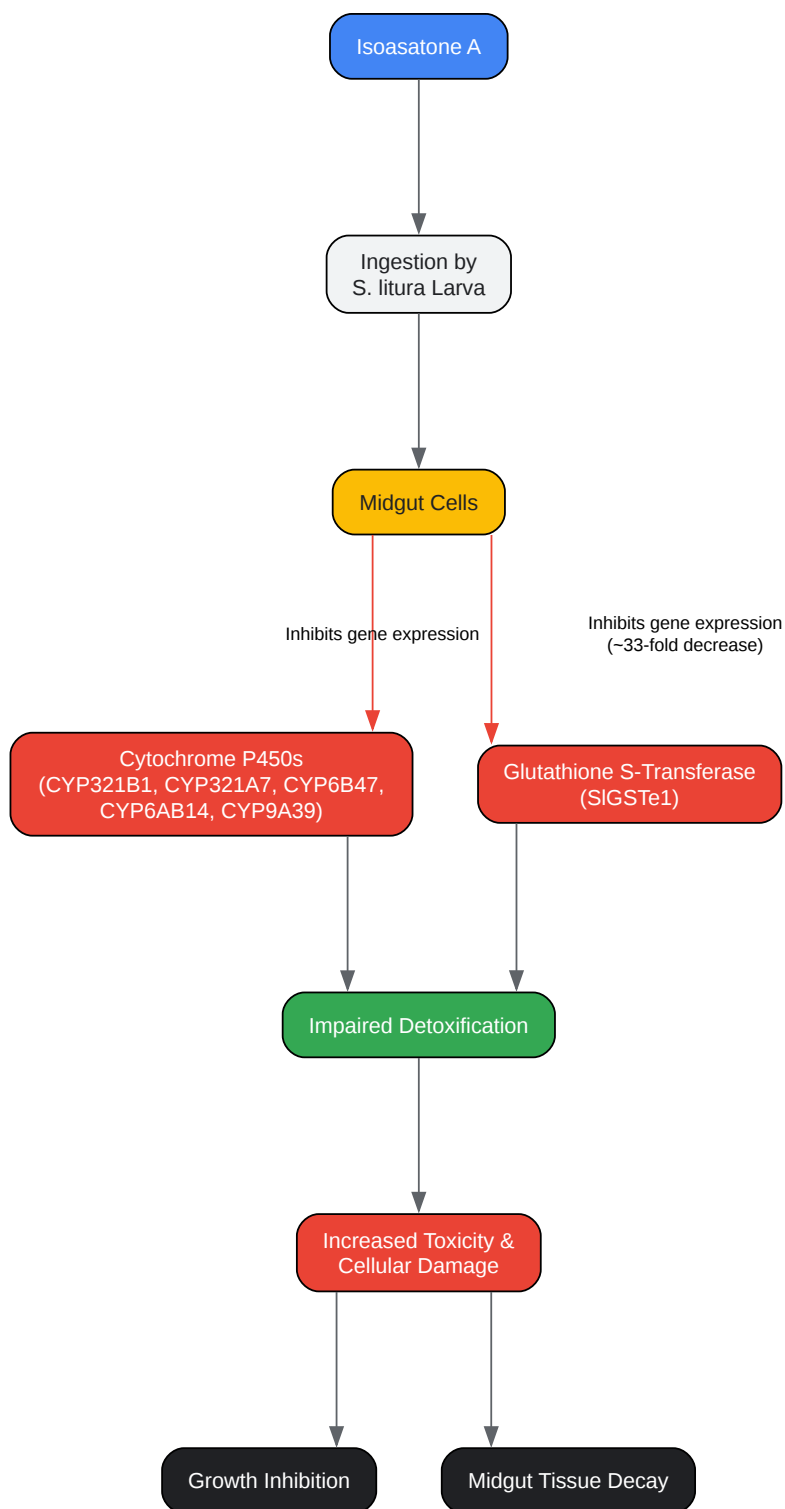 Isoasatone A
Ingestion by
S. litura Larva
Midgut Cells
Inhibits gene expression
Inhibits gene expression
(~33-fold decrease)
Cytochrome P450s
(CYP321B1, CYP321A7, CYP6B47,
CYP6AB14, CYP9A39)
Glutathione S-Transferase
(SlGSTe1)
Impaired Detoxification
Increased Toxicity &
Cellular Damage
Growth Inhibition
Midgut Tissue Decay